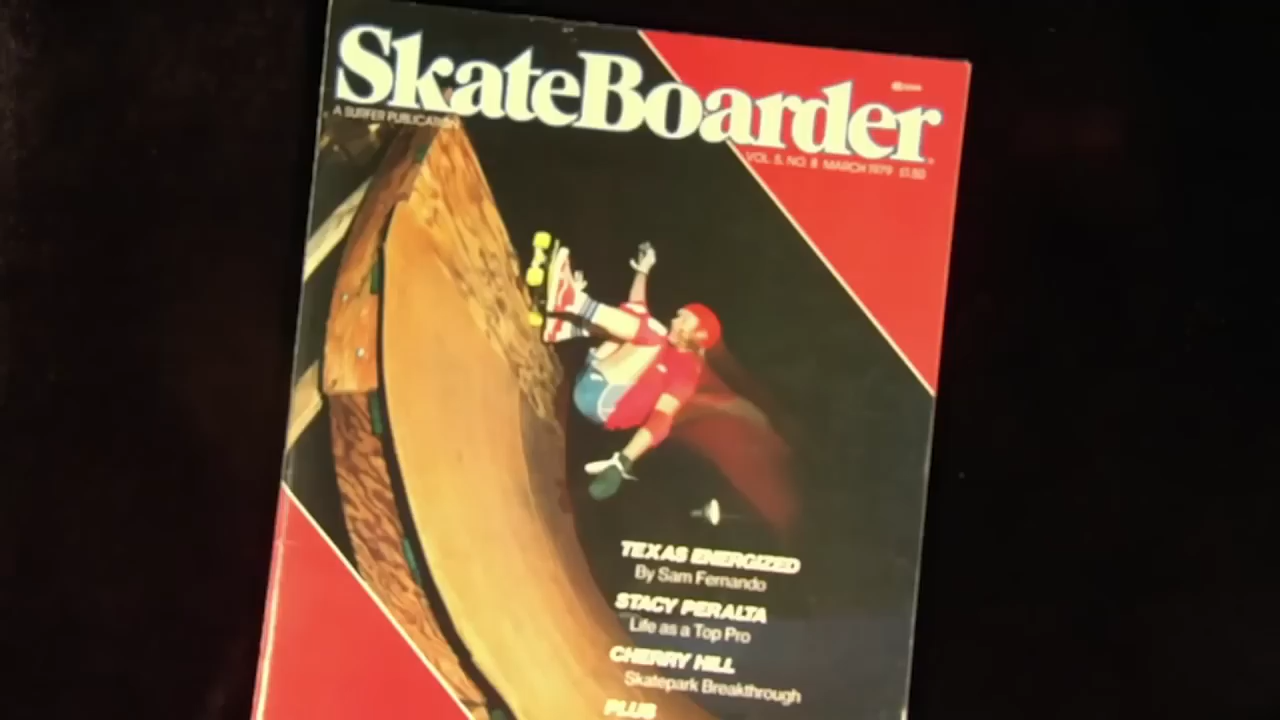 SkateBoarder
A SURFER PUBLICATION
VOL. 5, NO. 8 MARCH 1979 £1.50
TEXAS ENERGIZED
By Sam Fernando
STACY PERALTA
Life as a Top Pro
CHERRY HILL
Skatepark Breakthrough
PLUS